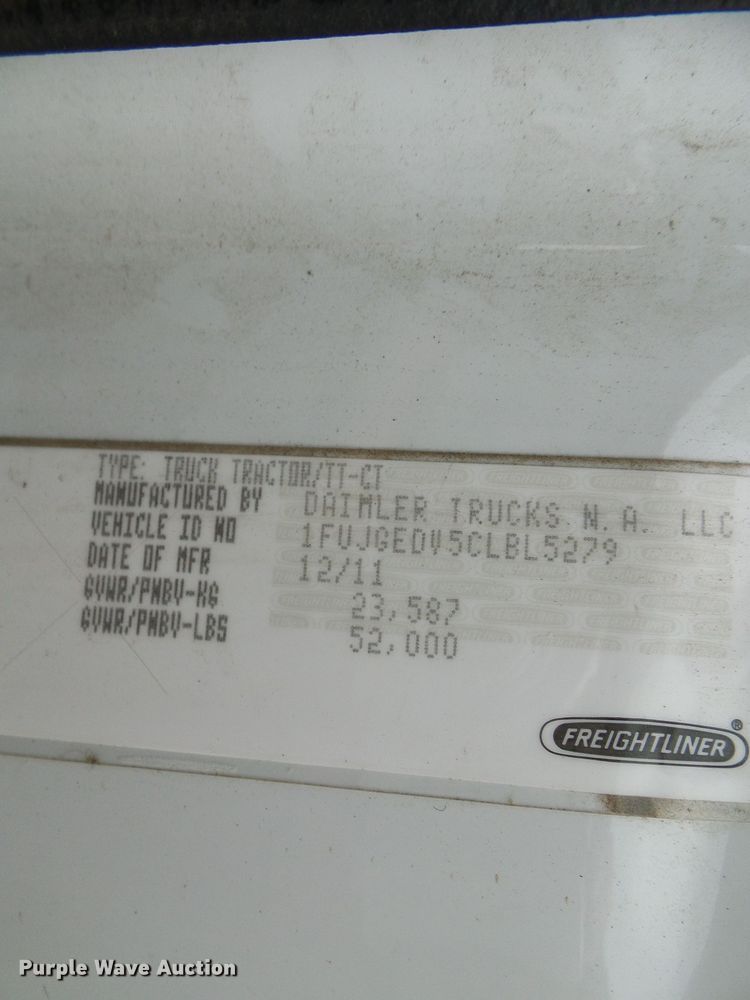 TYPE: TRUCK TRACTOR/TT-CT
MANUFACTURED BY DAIMLER TRUCKS N.A. LLC
VEHICLE ID NO 1FUJGEDV5CLBL5279
DATE OF MFR 12/11
GVWR/PNBV-KG 23,587
GVWR/PNBV-LBS 52,000
FREIGHTLINER®
Purple Wave Auction